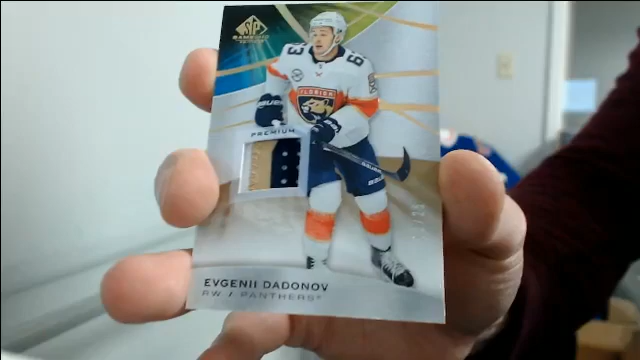 SP
GAME USED
63
FLORIDA
PREMIUM
EVGENII DADONOV
RW / PANTHERS